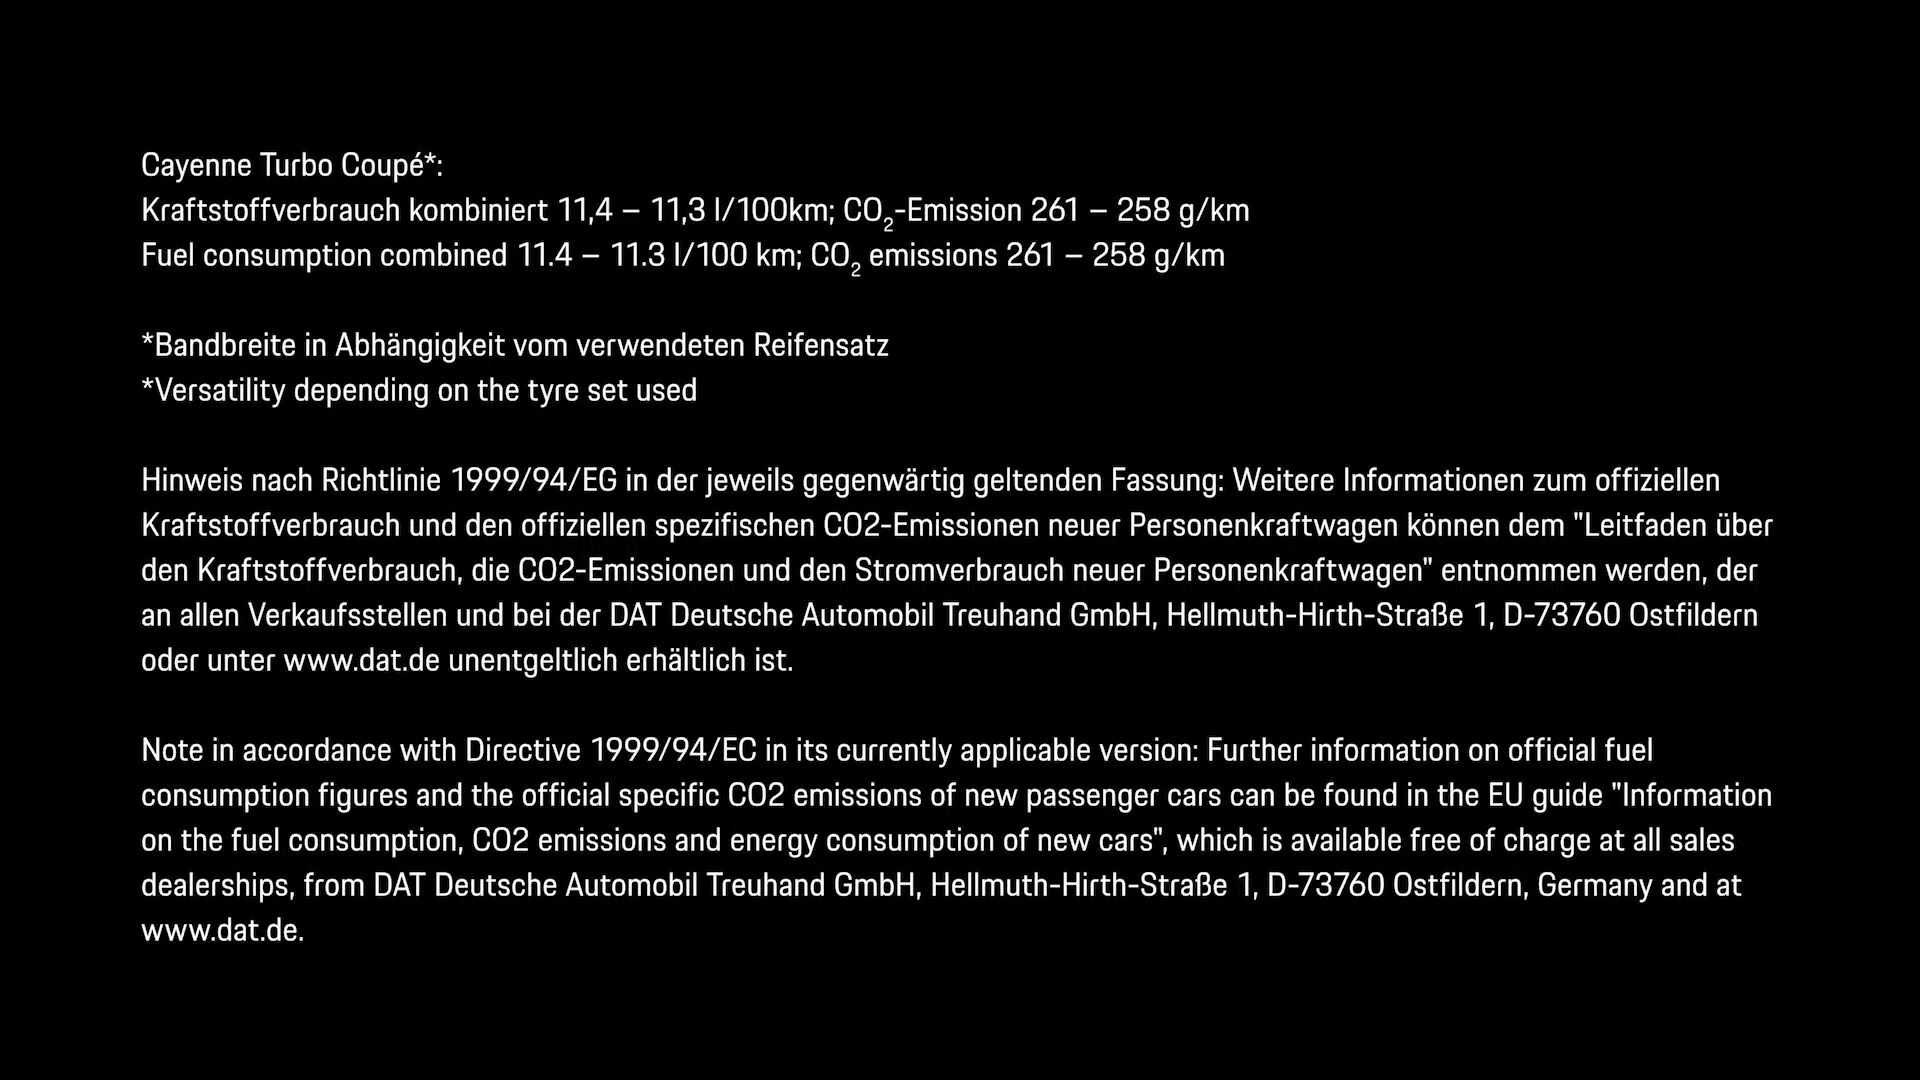 Cayenne Turbo Coupé*:
Kraftstoffverbrauch kombiniert 11,4 – 11,3 l/100km; CO₂-Emission 261 – 258 g/km
Fuel consumption combined 11.4 – 11.3 l/100 km; CO₂ emissions 261 – 258 g/km
*Bandbreite in Abhängigkeit vom verwendeten Reifensatz
*Versatility depending on the tyre set used
Hinweis nach Richtlinie 1999/94/EG in der jeweils gegenwärtig geltenden Fassung: Weitere Informationen zum offiziellen
Kraftstoffverbrauch und den offiziellen spezifischen CO2-Emissionen neuer Personenkraftwagen können dem "Leitfaden über
den Kraftstoffverbrauch, die CO2-Emissionen und den Stromverbrauch neuer Personenkraftwagen" entnommen werden, der
an allen Verkaufsstellen und bei der DAT Deutsche Automobil Treuhand GmbH, Hellmuth-Hirth-Straße 1, D-73760 Ostfildern
oder unter www.dat.de unentgeltlich erhältlich ist.
Note in accordance with Directive 1999/94/EC in its currently applicable version: Further information on official fuel
consumption figures and the official specific CO2 emissions of new passenger cars can be found in the EU guide "Information
on the fuel consumption, CO2 emissions and energy consumption of new cars", which is available free of charge at all sales
dealerships, from DAT Deutsche Automobil Treuhand GmbH, Hellmuth-Hirth-Straße 1, D-73760 Ostfildern, Germany and at
www.dat.de.